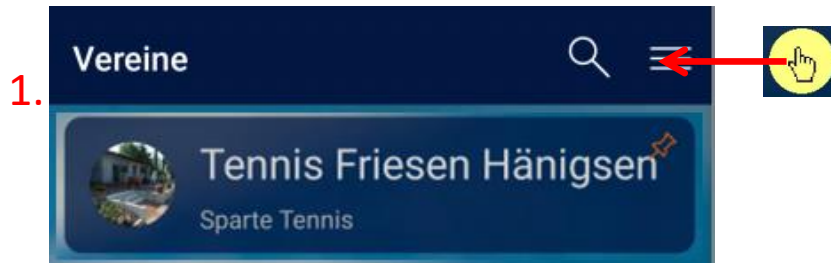 Vereine
1.
Tennis Friesen Hänigsen
Sparte Tennis